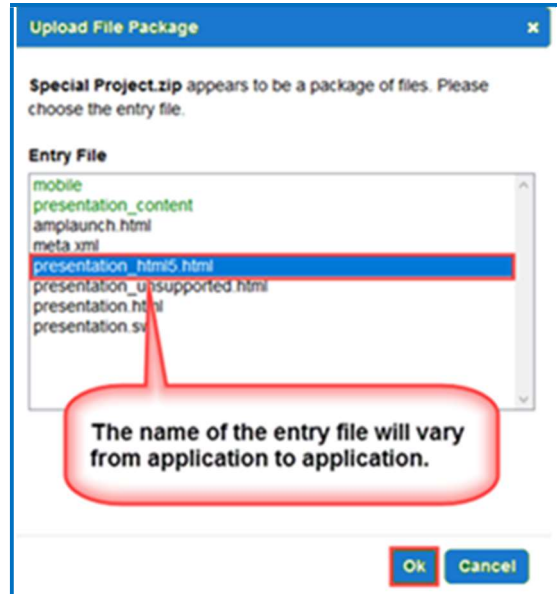 Upload File Package
Special Project.zip appears to be a package of files. Please
choose the entry file.
Entry File
mobile
presentation_content
amplaunch.html
meta.xml
presentation_html5.html
presentation_unsupported.html
presentation.html
The name of the entry file will vary
from application to application.
Ok Cancel